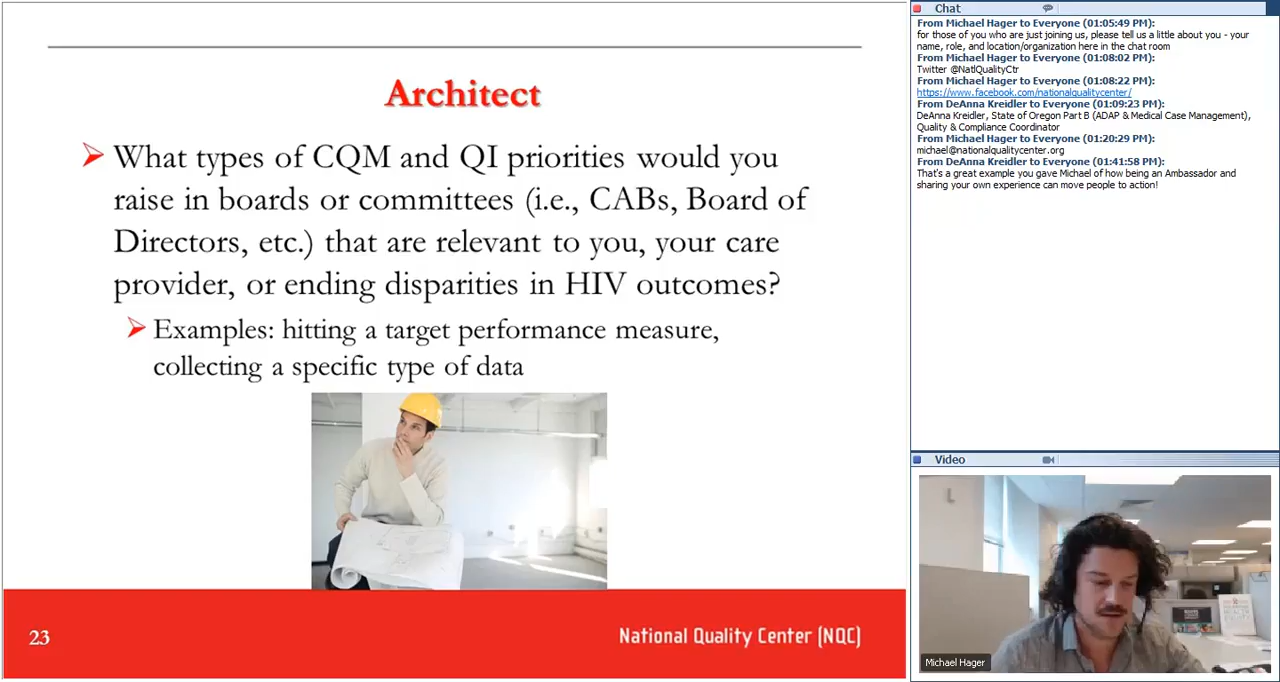 Architect
What types of CQM and QI priorities would you
raise in boards or committees (i.e., CABs, Board of
Directors, etc.) that are relevant to you, your care
provider, or ending disparities in HIV outcomes?
Examples: hitting a target performance measure,
collecting a specific type of data
23
National Quality Center (NQC)
Chat
From Michael Hager to Everyone (01:05:49 PM):
for those of you who are just joining us, please tell us a little about you - your
name, role, and location/organization here in the chat room
From Michael Hager to Everyone (01:08:02 PM):
Twitter @NatlQualityCtr
From Michael Hager to Everyone (01:08:22 PM):
https://www.facebook.com/nationalqualitycenter/
From DeAnna Kreidler to Everyone (01:09:23 PM):
DeAnna Kreidler, State of Oregon Part B (ADAP & Medical Case Management),
Quality & Compliance Coordinator
From Michael Hager to Everyone (01:20:29 PM):
michael@nationalqualitycenter.org
From DeAnna Kreidler to Everyone (01:41:58 PM):
That's a great example you gave Michael of how being an Ambassador and
sharing your own experience can move people to action!
Video
Michael Hager